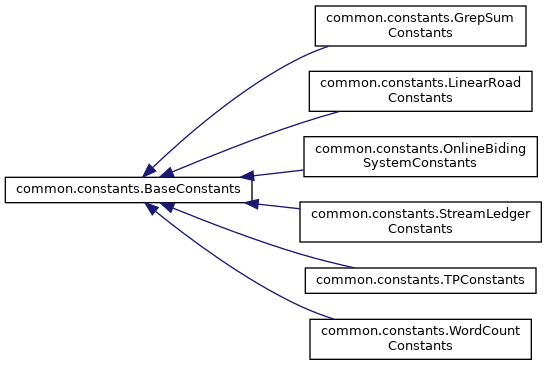 common.constants.GrepSum
Constants
common.constants.LinearRoad
Constants
common.constants.OnlineBiding
SystemConstants
common.constants.BaseConstants
common.constants.StreamLedger
Constants
common.constants.TPConstants
common.constants.WordCount
Constants